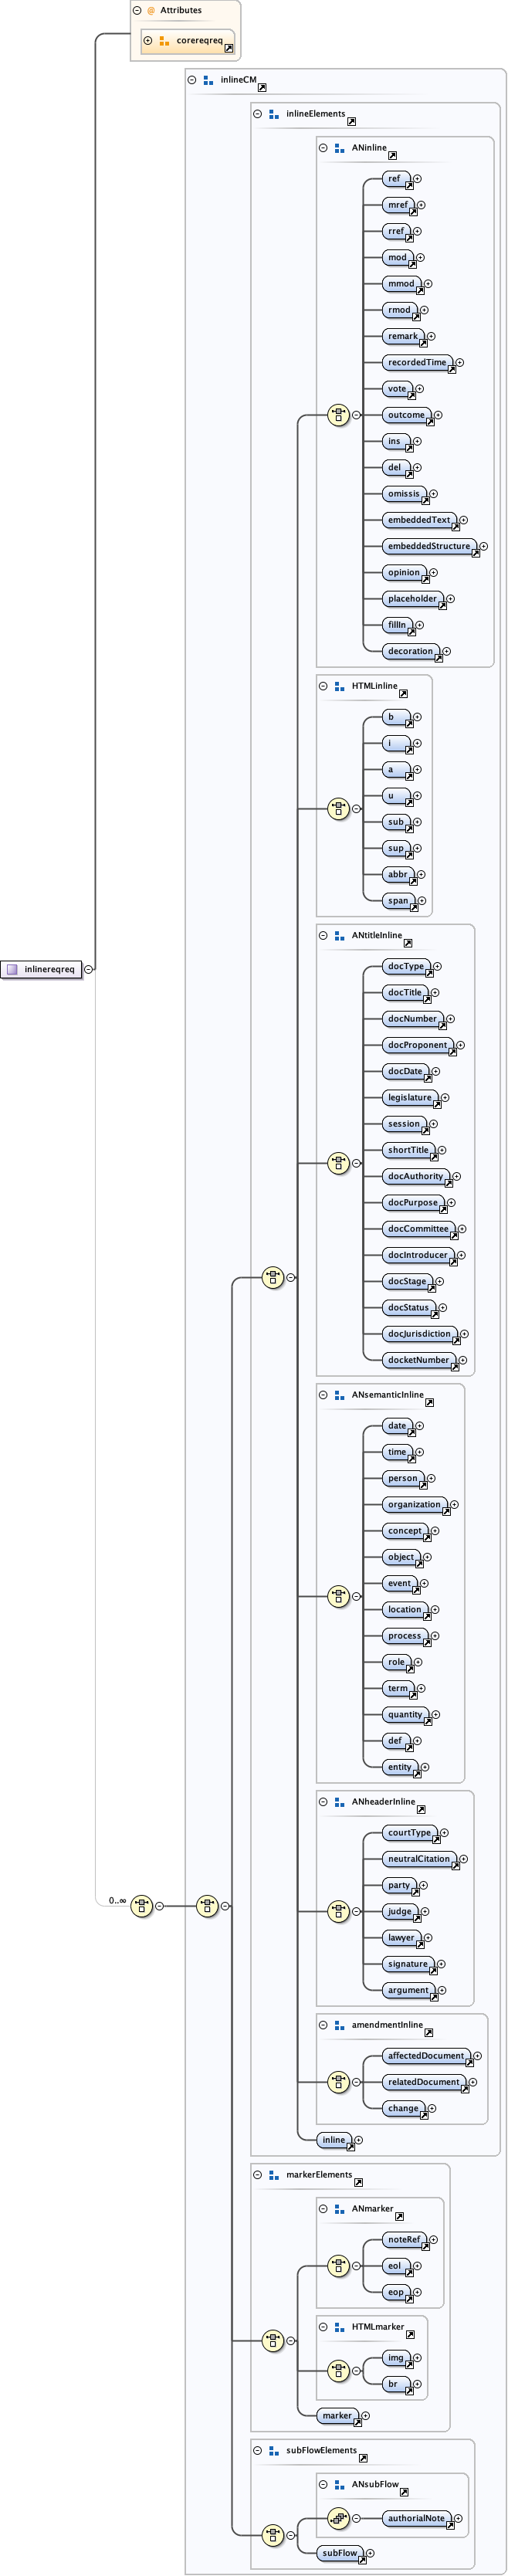 Attributes
corereqreq
inlineCM
inlineElements
ANinline
ref
mref
rref
mod
mmod
rmod
remark
recordedTime
vote
outcome
ins
del
omissis
embeddedText
embeddedStructure
opinion
placeholder
fillIn
decoration
HTMLinline
b
i
a
u
sub
sup
abbr
span
ANtitleInline
inlinereqreq
docType
docTitle
docNumber
docProponent
docDate
legislature
session
shortTitle
docAuthority
docPurpose
docCommittee
docIntroducer
docStage
docStatus
docJurisdiction
docketNumber
ANsemanticInline
date
time
person
organization
concept
object
event
location
process
role
term
quantity
def
entity
ANheaderInline
courtType
neutralCitation
party
0..∞
judge
lawyer
signature
argument
amendmentInline
affectedDocument
relatedDocument
change
inline
markerElements
ANmarker
noteRef
eol
eop
HTMLmarker
img
br
marker
subFlowElements
ANsubFlow
authorialNote
subFlow